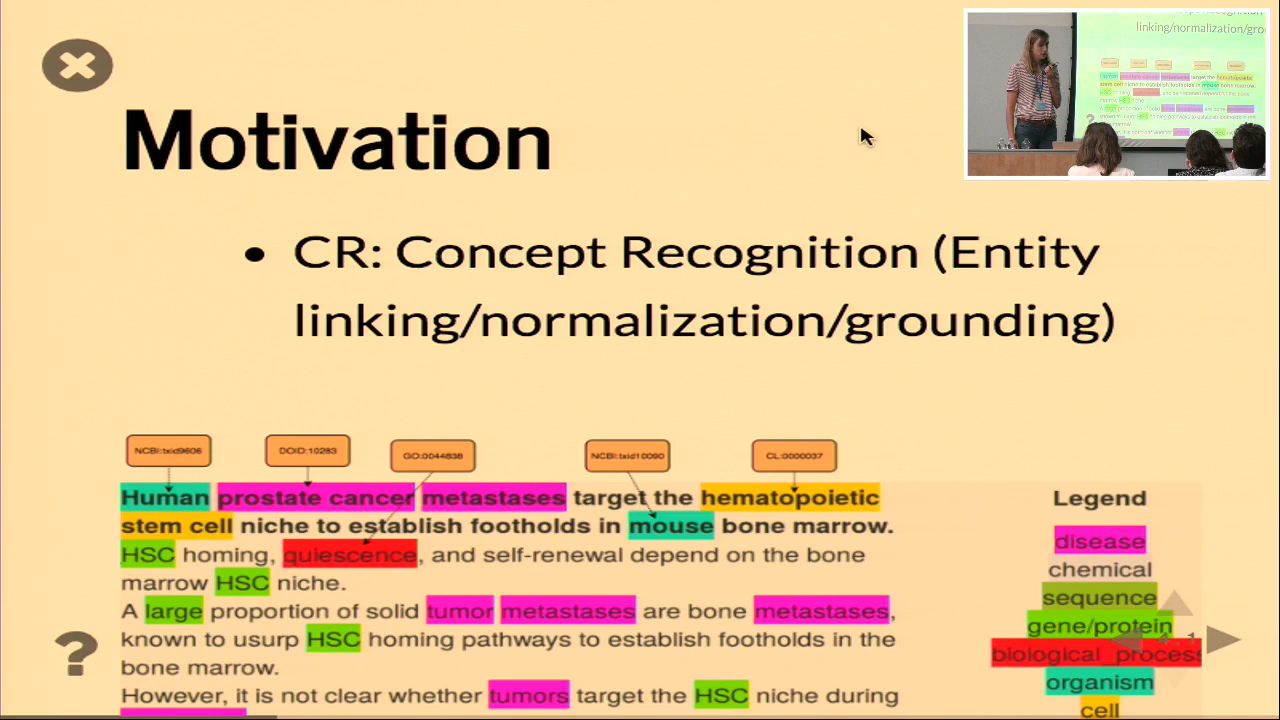 Motivation
• CR: Concept Recognition (Entity
linking/normalization/grounding)
NCBI:txid9606
DOID:10283
GO:0044838
NCBI:txid10090
CL:0000037
Human prostate cancer metastases target the hematopoietic
stem cell niche to establish footholds in mouse bone marrow.
HSC homing, quiescence, and self-renewal depend on the bone
marrow HSC niche.
A large proportion of solid tumor metastases are bone metastases,
known to usurp HSC homing pathways to establish footholds in the
bone marrow.
However, it is not clear whether tumors target the HSC niche during
Legend
disease
chemical
sequence
gene/protein
biological_process
organism
cell
linking/normalization/gro
?